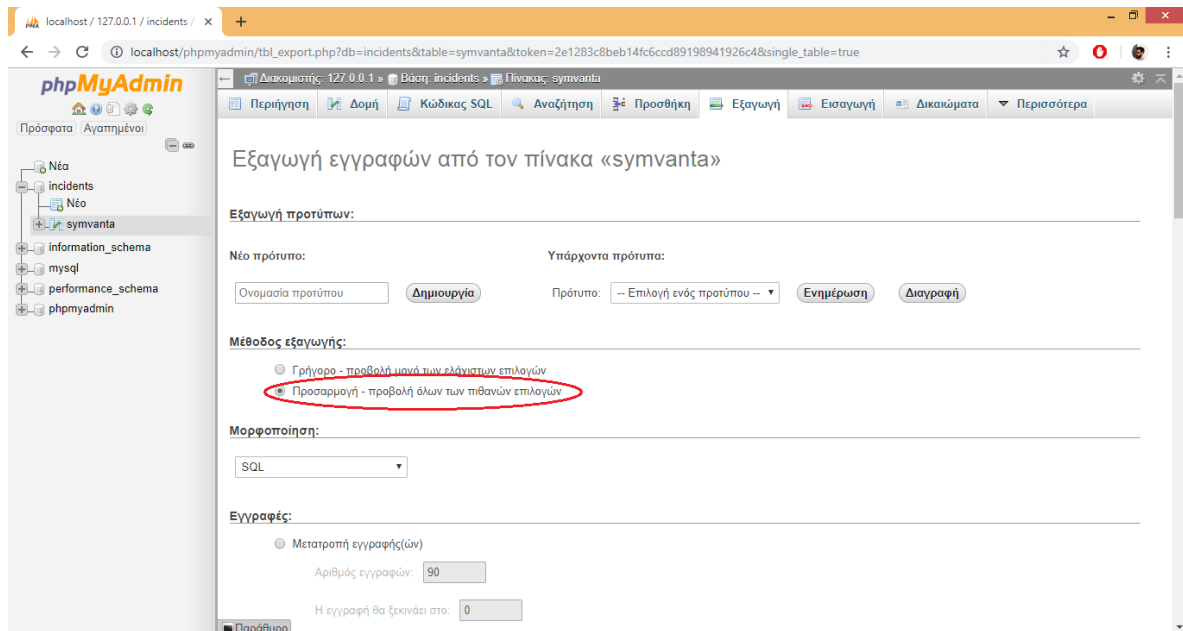 localhost / 127.0.0.1 / incidents /
localhost/phpmyadmin/tbl_export.php?db=incidents&table=symvanta&token=2e1283c8beb14fc6ccd89198941926c4&single_table=true
phpMyAdmin
Πρόσφατα Αγαπημένοι
Νέα
incidents
Νέο
symvanta
information_schema
mysql
performance_schema
phpmyadmin
Διακομιστής: 127.0.0.1 » Βάση: incidents » Πίνακας: symvanta
Περιήγηση Δομή Κώδικας SQL Αναζήτηση Προσθήκη Εξαγωγή Εισαγωγή Δικαιώματα Περισσότερα
Εξαγωγή εγγραφών από τον πίνακα «symvanta»
Εξαγωγή προτύπων:
Νέο πρότυπο: Υπάρχοντα πρότυπα:
Ονομασία προτύπου Δημιουργία Πρότυπο: -- Επιλογή ενός προτύπου -- Ενημέρωση Διαγραφή
Μέθοδος εξαγωγής:
Γρήγορο - προβολή μονό των ελάχιστων επιλογών
Προσαρμογή - προβολή όλων των πιθανών επιλογών
Μορφοποίηση:
SQL
Εγγραφές:
Μετατροπή εγγραφής(ών)
Αριθμός εγγραφών: 90
Η εγγραφή θα ξεκινάει στο: 0
Παράθυρο